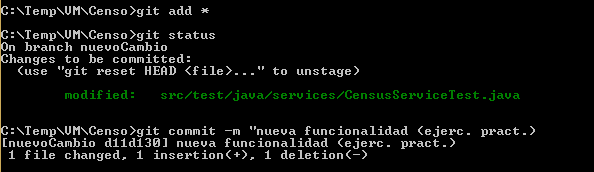 C:\Temp\VM\Censo>git add *
C:\Temp\VM\Censo>git status
On branch nuevoCambio
Changes to be committed:
(use "git reset HEAD <file>..." to unstage)
modified: src/test/java/services/CensusServiceTest.java
C:\Temp\VM\Censo>git commit -m "nueva funcionalidad (ejerc. pract.)
[nuevoCambio d11d130] nueva funcionalidad (ejerc. pract.)
1 file changed, 1 insertion(+), 1 deletion(-)